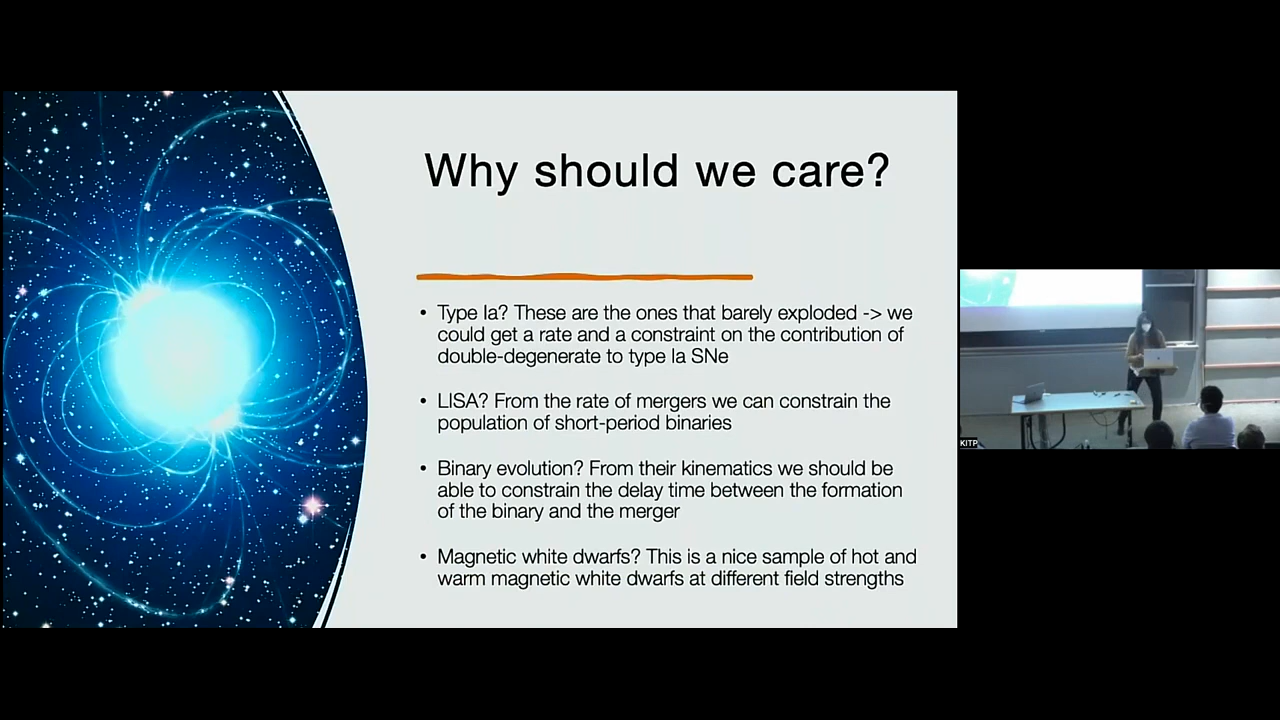 Why should we care?
• Type Ia? These are the ones that barely exploded -> we
could get a rate and a constraint on the contribution of
double-degenerate to type Ia SNe
• LISA? From the rate of mergers we can constrain the
population of short-period binaries
• Binary evolution? From their kinematics we should be
able to constrain the delay time between the formation
of the binary and the merger
• Magnetic white dwarfs? This is a nice sample of hot and
warm magnetic white dwarfs at different field strengths
KITP